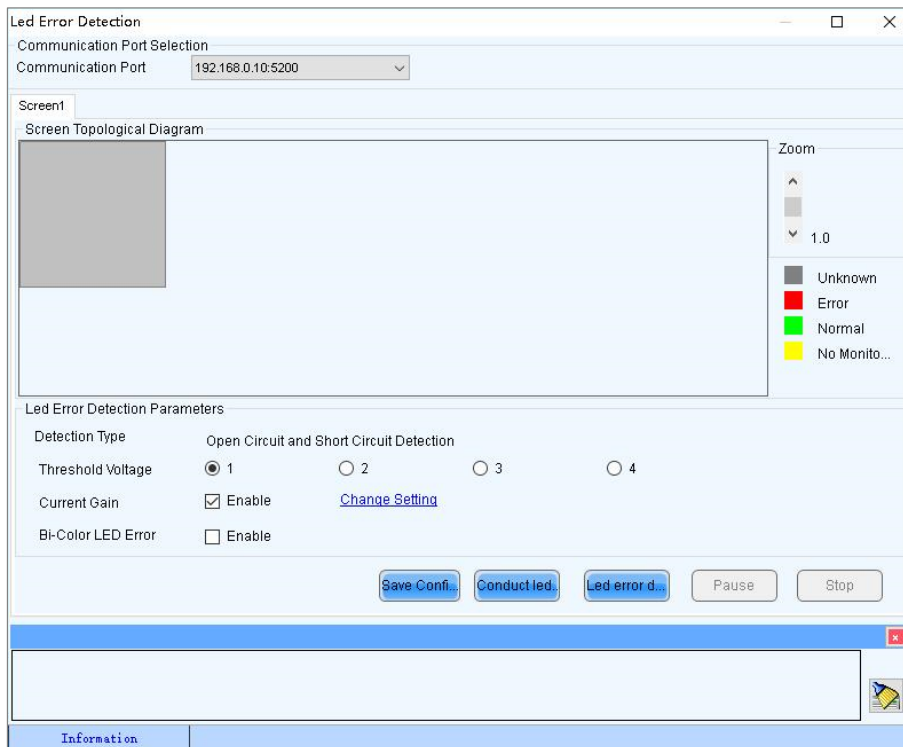 Led Error Detection
Communication Port Selection
Communication Port 192.168.0.10:5200
Screen1
Screen Topological Diagram
Zoom
1.0
Unknown
Error
Normal
No Monito...
Led Error Detection Parameters
Detection Type Open Circuit and Short Circuit Detection
Threshold Voltage 1 2 3 4
Current Gain Enable Change Setting
Bi-Color LED Error Enable
Save Confi... Conduct led.. Led error d... Pause Stop
Information